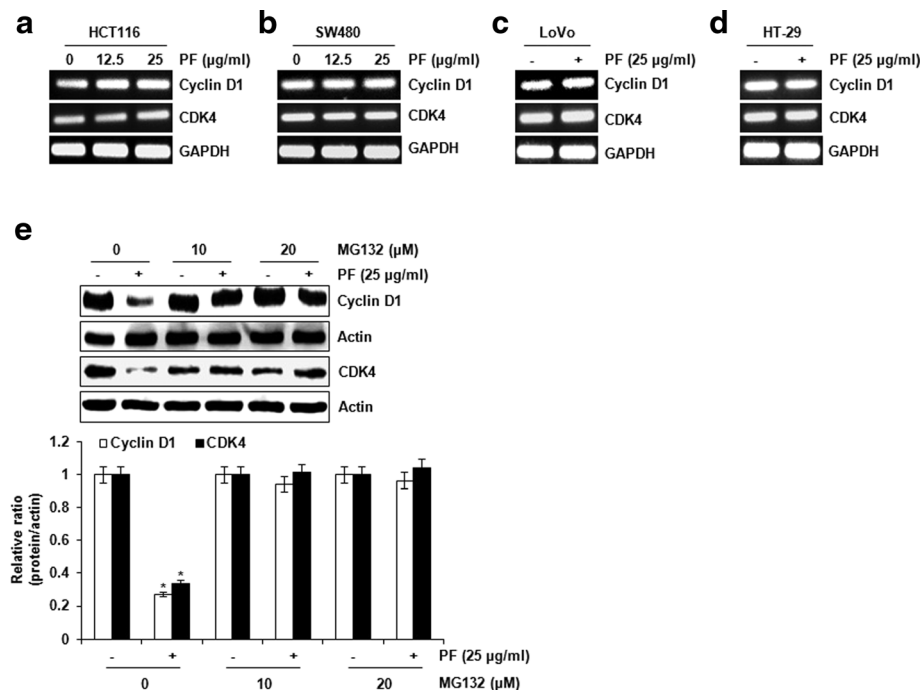 a
HCT116
0 12.5 25 PF (µg/ml)
Cyclin D1
CDK4
GAPDH
b
SW480
0 12.5 25 PF (µg/ml)
Cyclin D1
CDK4
GAPDH
c
LoVo
- + PF (25 µg/ml)
Cyclin D1
CDK4
GAPDH
d
HT-29
- + PF (25 µg/ml)
Cyclin D1
CDK4
GAPDH
e
0 10 20 MG132 (µM)
- + - + - + PF (25 µg/ml)
Cyclin D1
Actin
CDK4
Actin
Cyclin D1 CDK4
Relative ratio
(protein/actin)
1.2
1
0.8
0.6
0.4
0.2
0
* *
- + - + - + PF (25 µg/ml)
0 10 20 MG132 (µM)